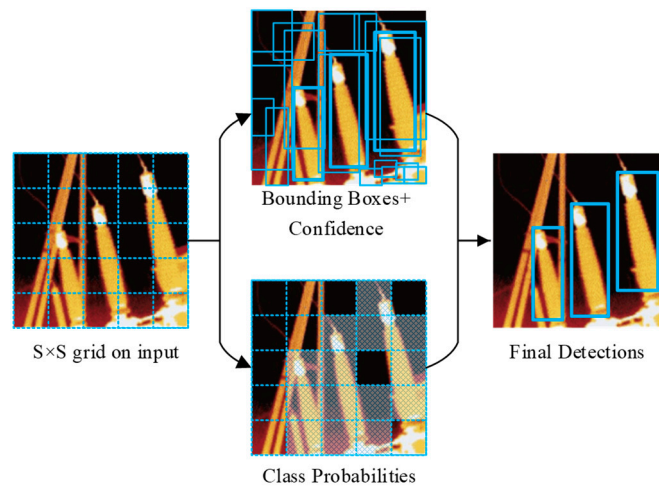 S×S grid on input
Bounding Boxes+
Confidence
Class Probabilities
Final Detections